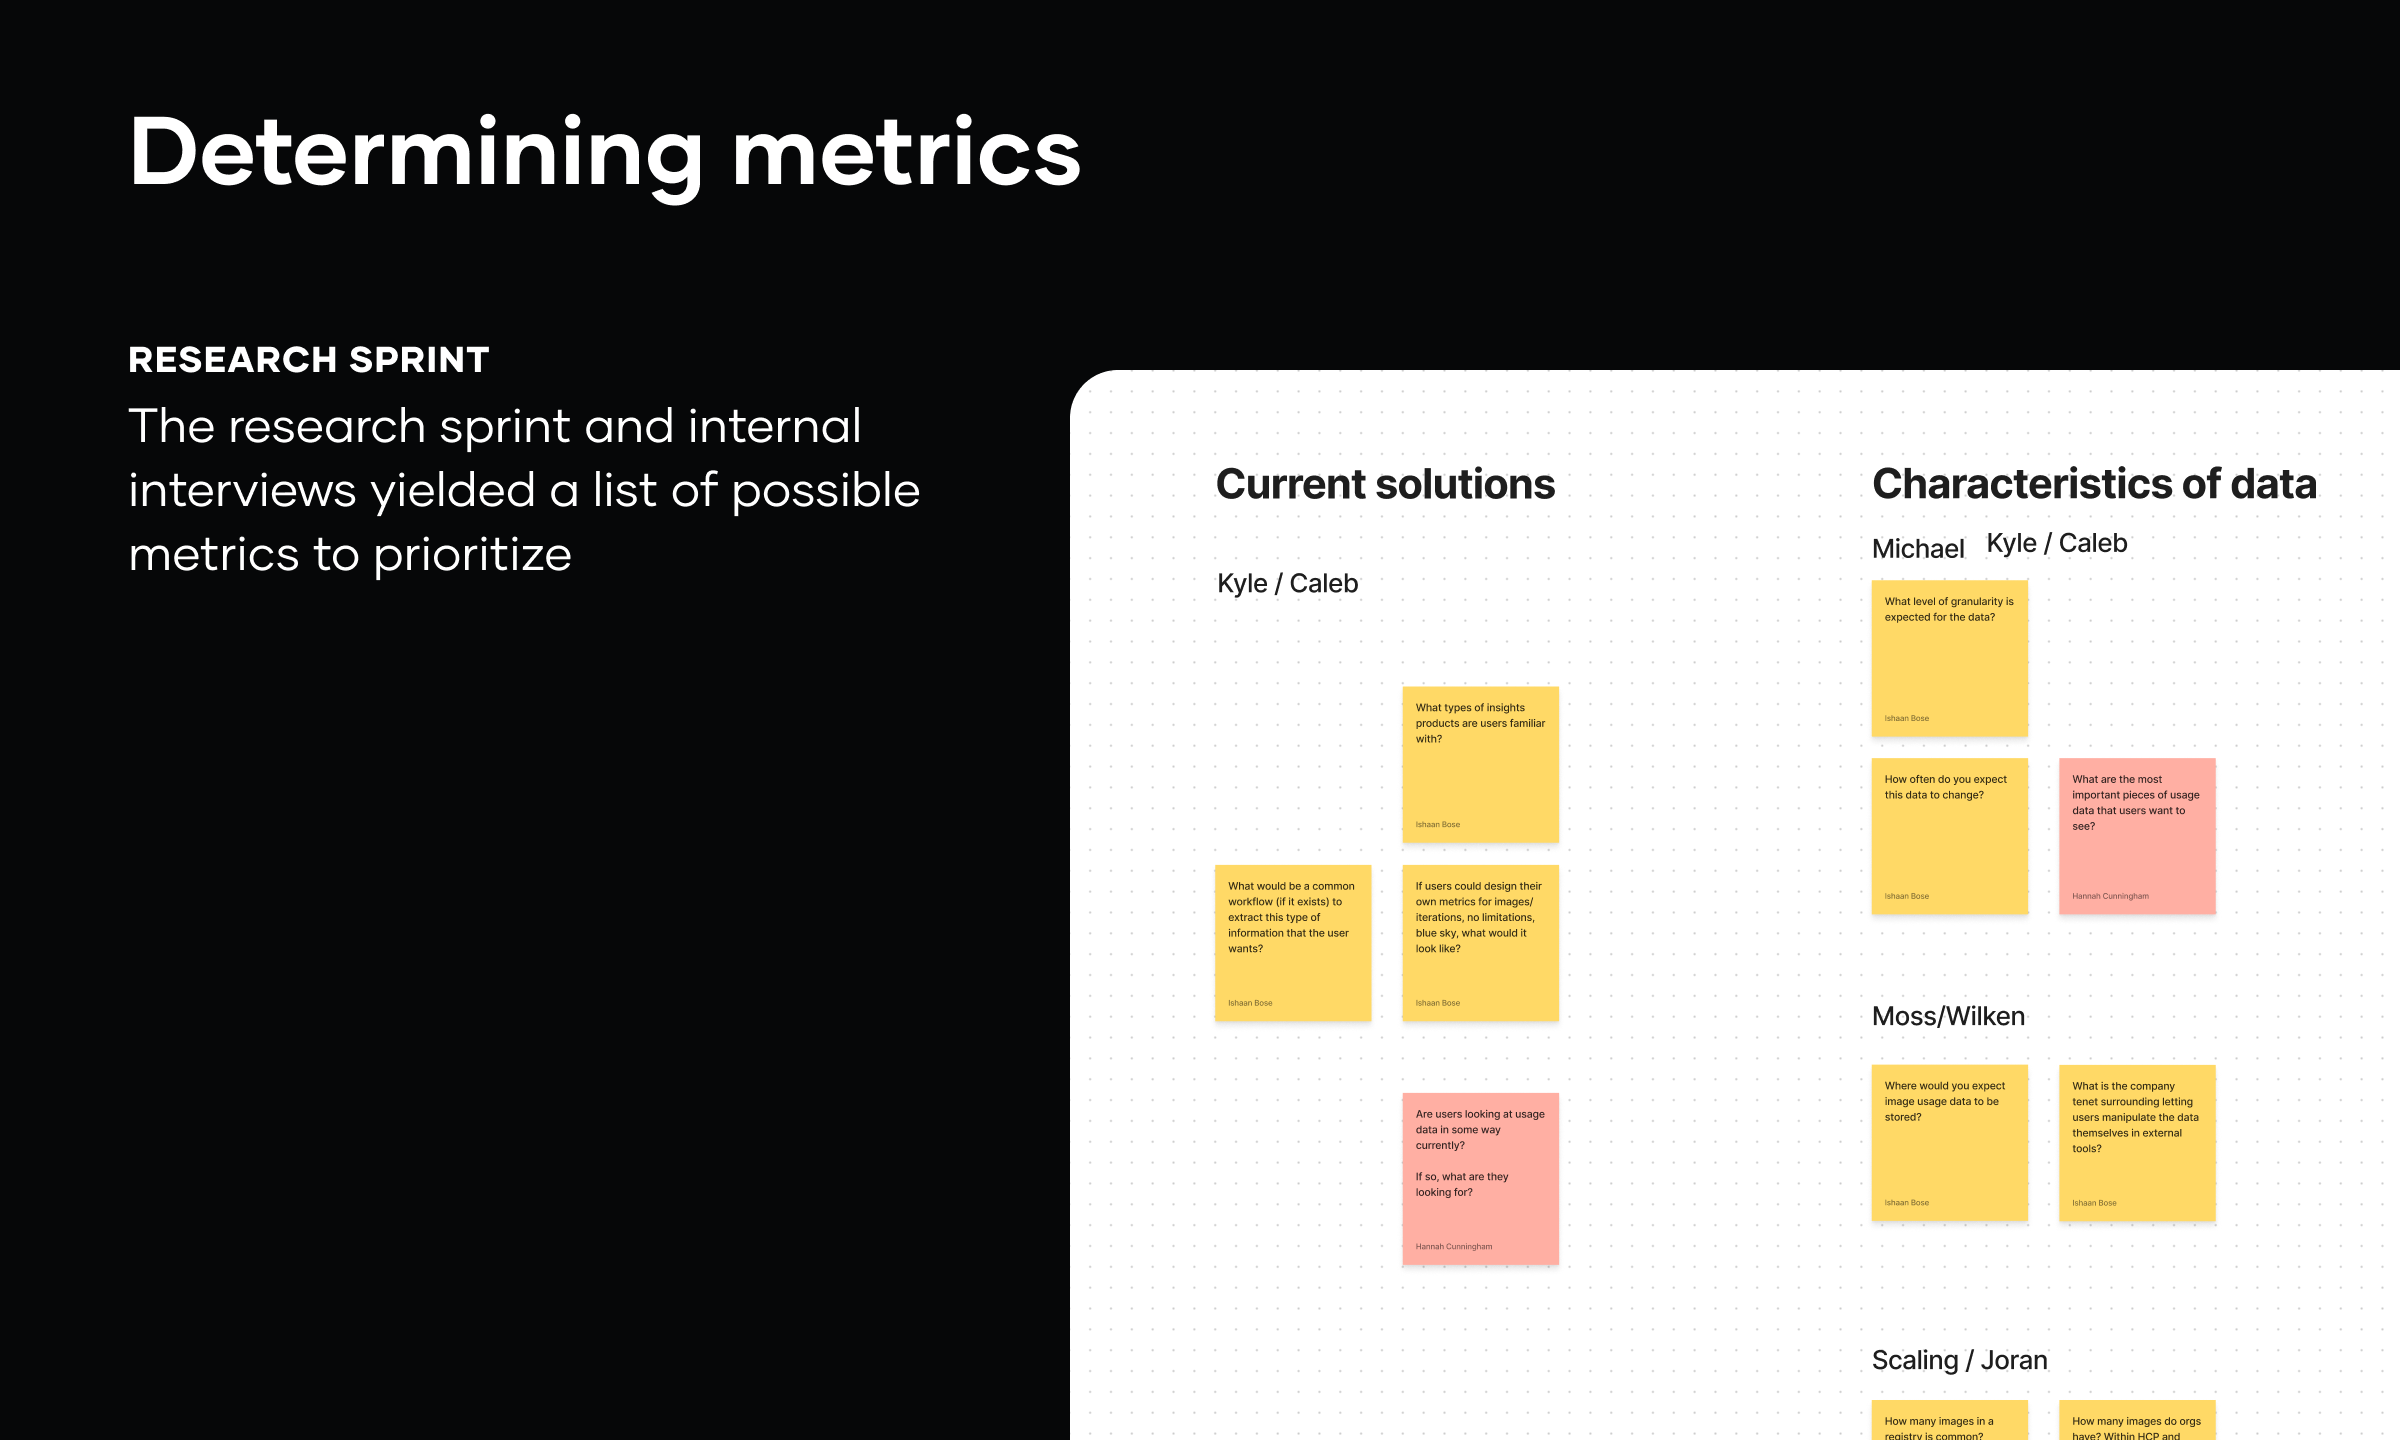 Determining metrics
RESEARCH SPRINT
The research sprint and internal
interviews yielded a list of possible
metrics to prioritize
Current solutions
Kyle / Caleb
What types of insights
products are users familiar
with?
Ishaan Bose
What would be a common
workflow (if it exists) to
extract this type of
information that the user
wants?
Ishaan Bose
If users could design their
own metrics for images/
iterations, no limitations,
blue sky, what would it
look like?
Ishaan Bose
Are users looking at usage
data in some way
currently?
If so, what are they
looking for?
Hannah Cunningham
Characteristics of data
Michael
Kyle / Caleb
What level of granularity is
expected for the data?
Ishaan Bose
How often do you expect
this data to change?
Ishaan Bose
What are the most
important pieces of usage
data that users want to
see?
Hannah Cunningham
Moss/Wilken
Where would you expect
image usage data to be
stored?
Ishaan Bose
What is the company
tenet surrounding letting
users manipulate the data
themselves in external
tools?
Ishaan Bose
Scaling / Joran
How many images in a
registry is common?
How many images do orgs
have? Within HCP and